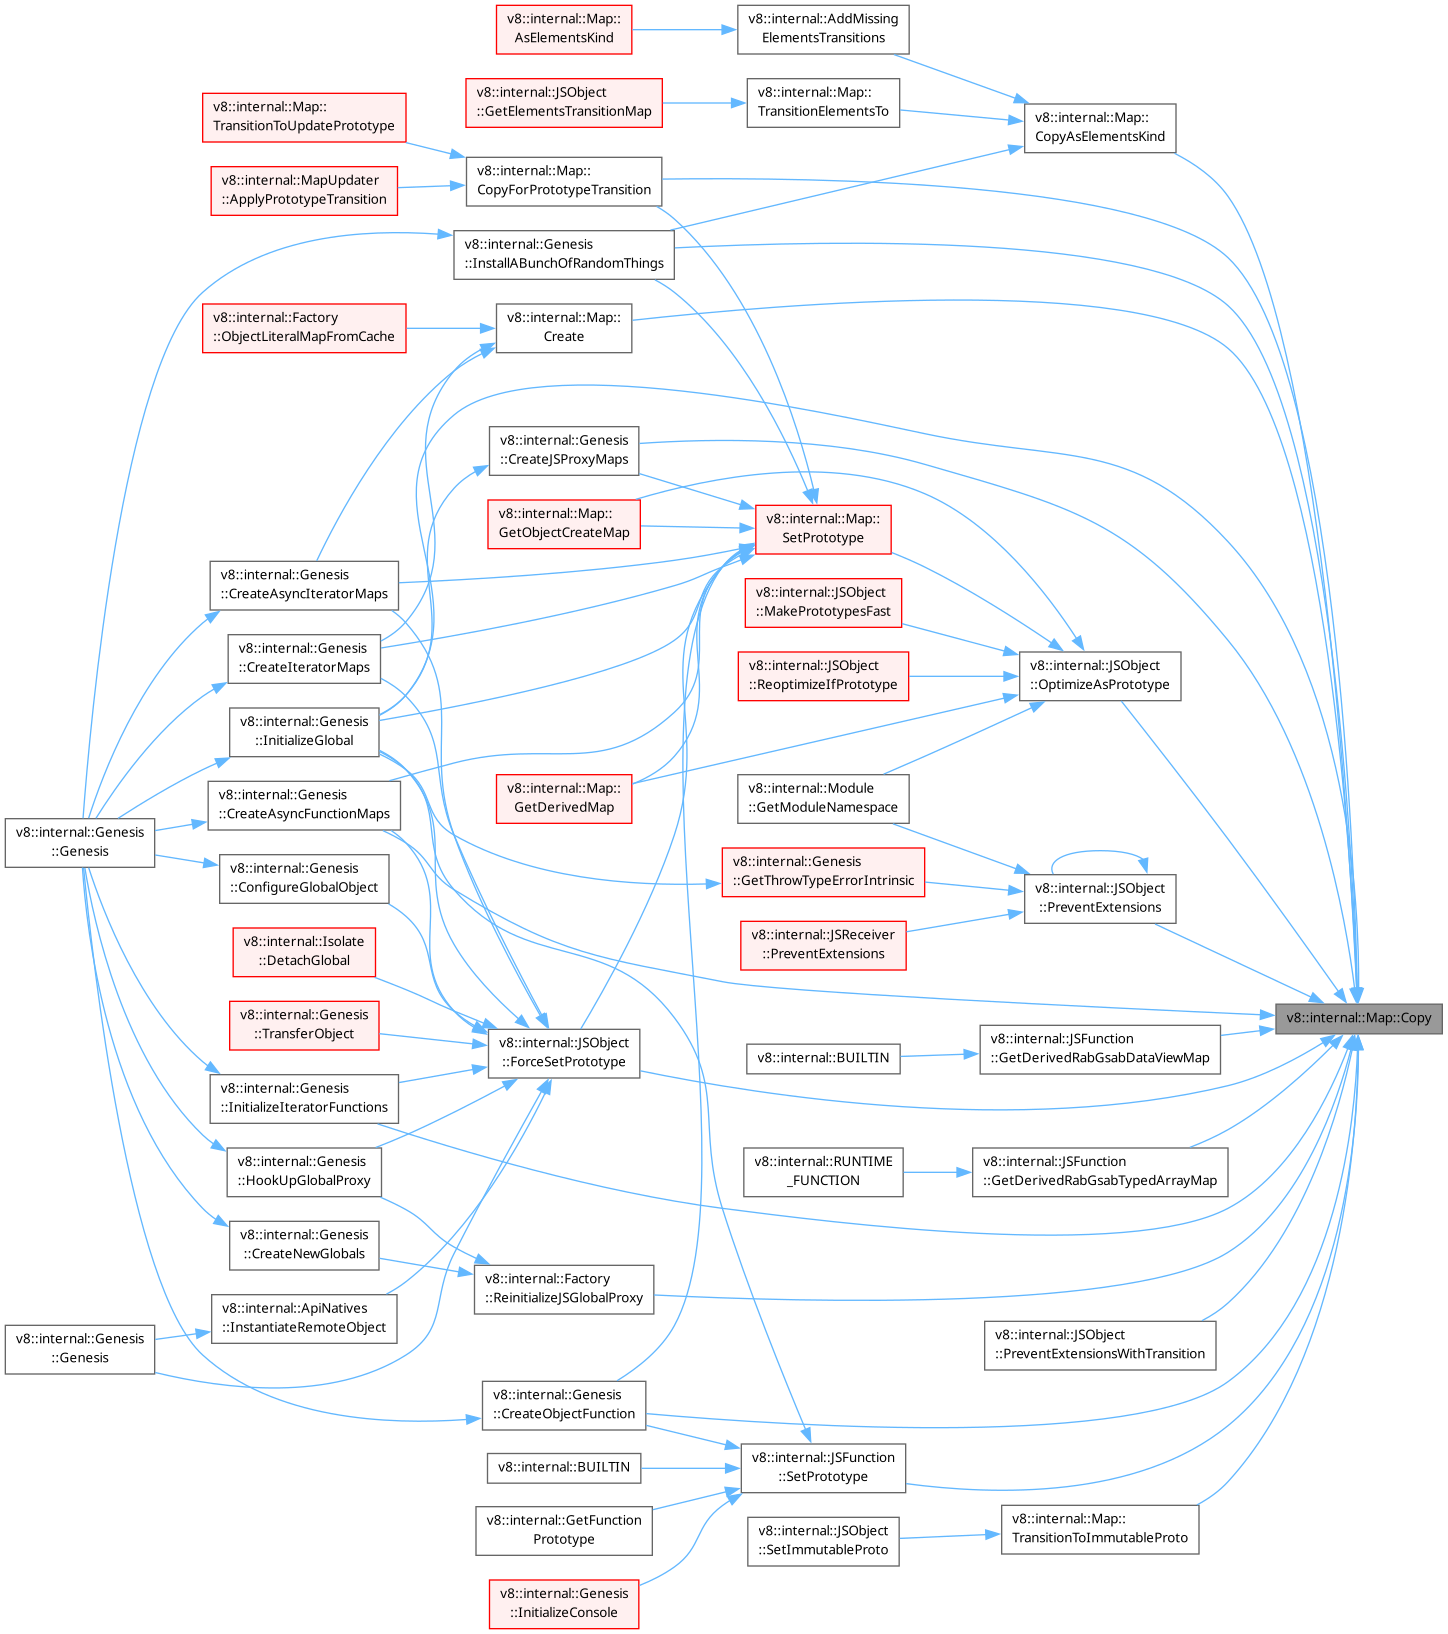 v8::internal::Map::
AsElementsKind
v8::internal::AddMissing
ElementsTransitions
v8::internal::JSObject
::GetElementsTransitionMap
v8::internal::Map::
TransitionElementsTo
v8::internal::Map::
TransitionToUpdatePrototype
v8::internal::Map::
CopyAsElementsKind
v8::internal::MapUpdater
::ApplyPrototypeTransition
v8::internal::Map::
CopyForPrototypeTransition
v8::internal::Genesis
::InstallABunchOfRandomThings
v8::internal::Factory
::ObjectLiteralMapFromCache
v8::internal::Map::
Create
v8::internal::Genesis
::CreateJSProxyMaps
v8::internal::Map::
GetObjectCreateMap
v8::internal::Map::
SetPrototype
v8::internal::Genesis
::CreateAsyncIteratorMaps
v8::internal::JSObject
::MakePrototypesFast
v8::internal::Genesis
::CreateIteratorMaps
v8::internal::JSObject
::ReoptimizeIfPrototype
v8::internal::JSObject
::OptimizeAsPrototype
v8::internal::Genesis
::InitializeGlobal
v8::internal::Genesis
::CreateAsyncFunctionMaps
v8::internal::Map::
GetDerivedMap
v8::internal::Module
::GetModuleNamespace
v8::internal::Genesis
::Genesis
v8::internal::Genesis
::ConfigureGlobalObject
v8::internal::Genesis
::GetThrowTypeErrorIntrinsic
v8::internal::JSObject
::PreventExtensions
v8::internal::Isolate
::DetachGlobal
v8::internal::JSReceiver
::PreventExtensions
v8::internal::Genesis
::TransferObject
v8::internal::JSObject
::ForceSetPrototype
v8::internal::BUILTIN
v8::internal::JSFunction
::GetDerivedRabGsabDataViewMap
v8::internal::Map::Copy
v8::internal::Genesis
::InitializeIteratorFunctions
v8::internal::Genesis
::HookUpGlobalProxy
v8::internal::RUNTIME
_FUNCTION
v8::internal::JSFunction
::GetDerivedRabGsabTypedArrayMap
v8::internal::Genesis
::CreateNewGlobals
v8::internal::Factory
::ReinitializeJSGlobalProxy
v8::internal::ApiNatives
::InstantiateRemoteObject
v8::internal::Genesis
::Genesis
v8::internal::JSObject
::PreventExtensionsWithTransition
v8::internal::Genesis
::CreateObjectFunction
v8::internal::BUILTIN
v8::internal::JSFunction
::SetPrototype
v8::internal::GetFunction
Prototype
v8::internal::JSObject
::SetImmutableProto
v8::internal::Map::
TransitionToImmutableProto
v8::internal::Genesis
::InitializeConsole